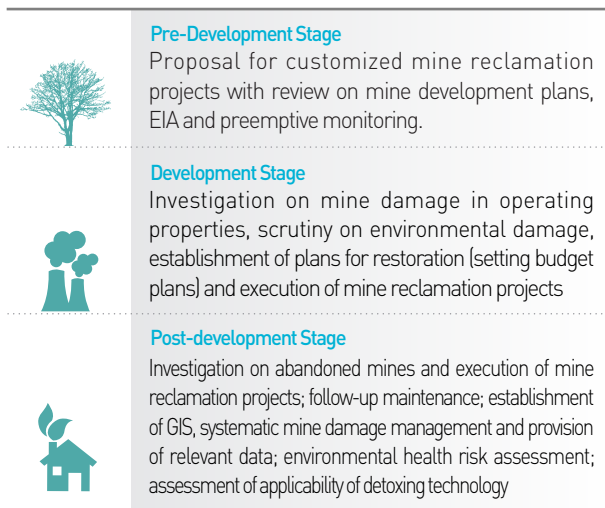 Pre-Development Stage
Proposal for customized mine reclamation
projects with review on mine development plans,
EIA and preemptive monitoring.
Development Stage
Investigation on mine damage in operating
properties, scrutiny on environmental damage,
establishment of plans for restoration (setting budget
plans) and execution of mine reclamation projects
Post-development Stage
Investigation on abandoned mines and execution of mine
reclamation projects; follow-up maintenance; establishment
of GIS, systematic mine damage management and provision
of relevant data; environmental health risk assessment;
assessment of applicability of detoxing technology